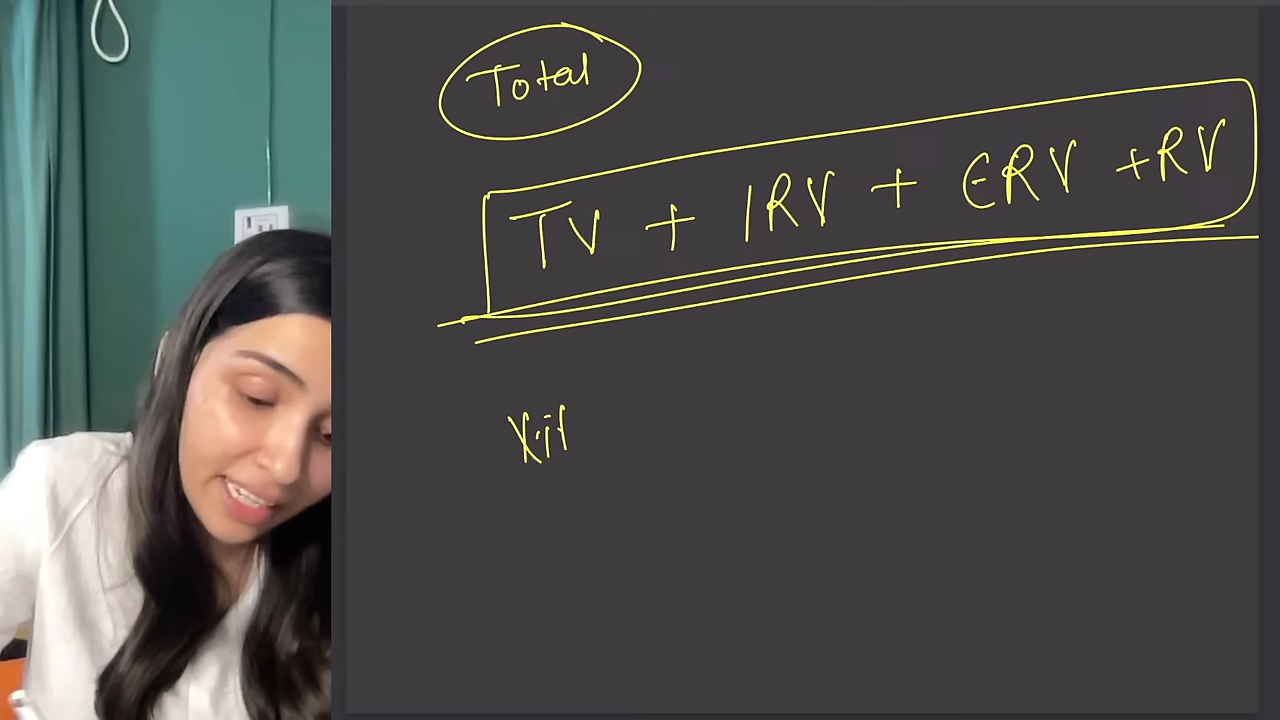 Total
TV + IRV + ERV + RV